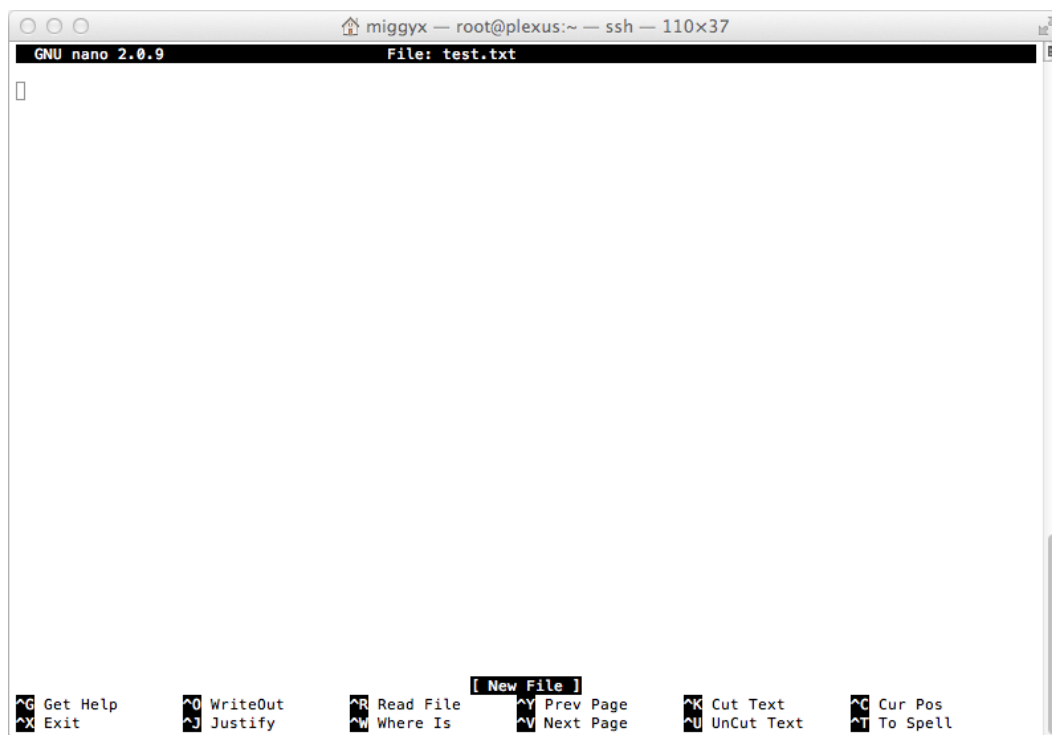 miggyx — root@plexus:~ — ssh — 110×37
GNU nano 2.0.9 File: test.txt
[ New File ]
^G Get Help ^O WriteOut ^R Read File ^Y Prev Page ^K Cut Text ^C Cur Pos
^X Exit ^J Justify ^W Where Is ^V Next Page ^U UnCut Text ^T To Spell